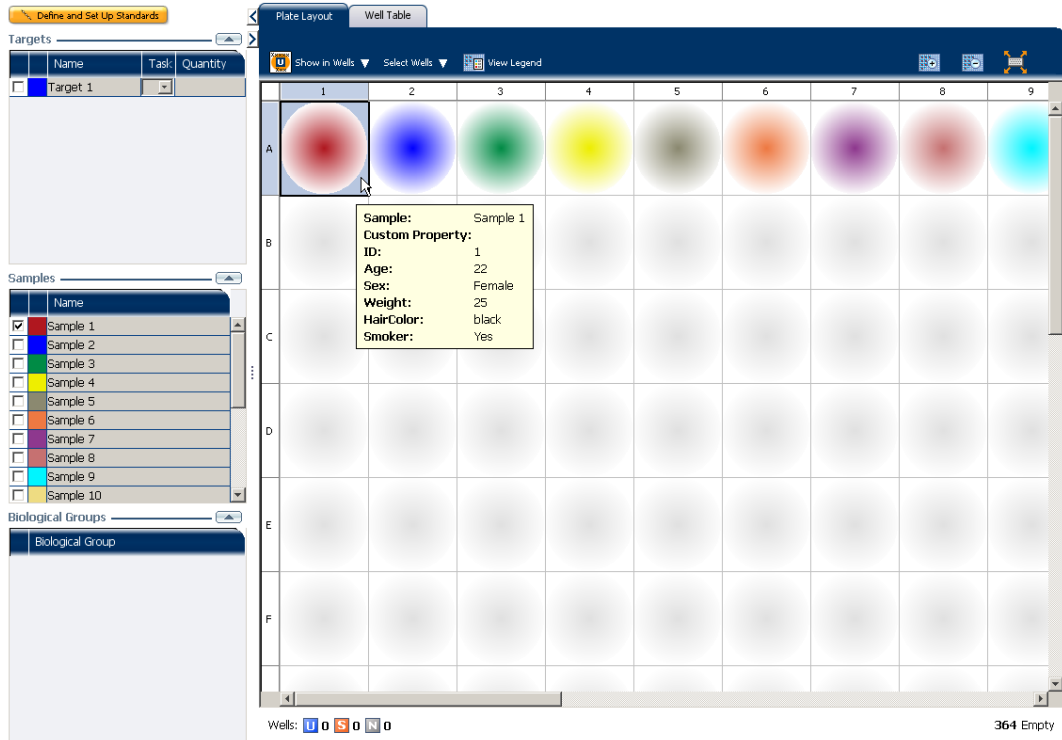 Define and Set Up Standards
Targets
Name Task Quantity
Target 1
Samples
Name
Sample 1
Sample 2
Sample 3
Sample 4
Sample 5
Sample 6
Sample 7
Sample 8
Sample 9
Sample 10
Biological Groups
Biological Group
Plate Layout Well Table
U Show in Wells ▼ Select Wells ▼ View Legend
1 2 3 4 5 6 7 8 9
A
B
C
D
E
F
Sample: Sample 1
Custom Property:
ID: 1
Age: 22
Sex: Female
Weight: 25
HairColor: black
Smoker: Yes
Wells: U 0 S 0 N 0
364 Empty